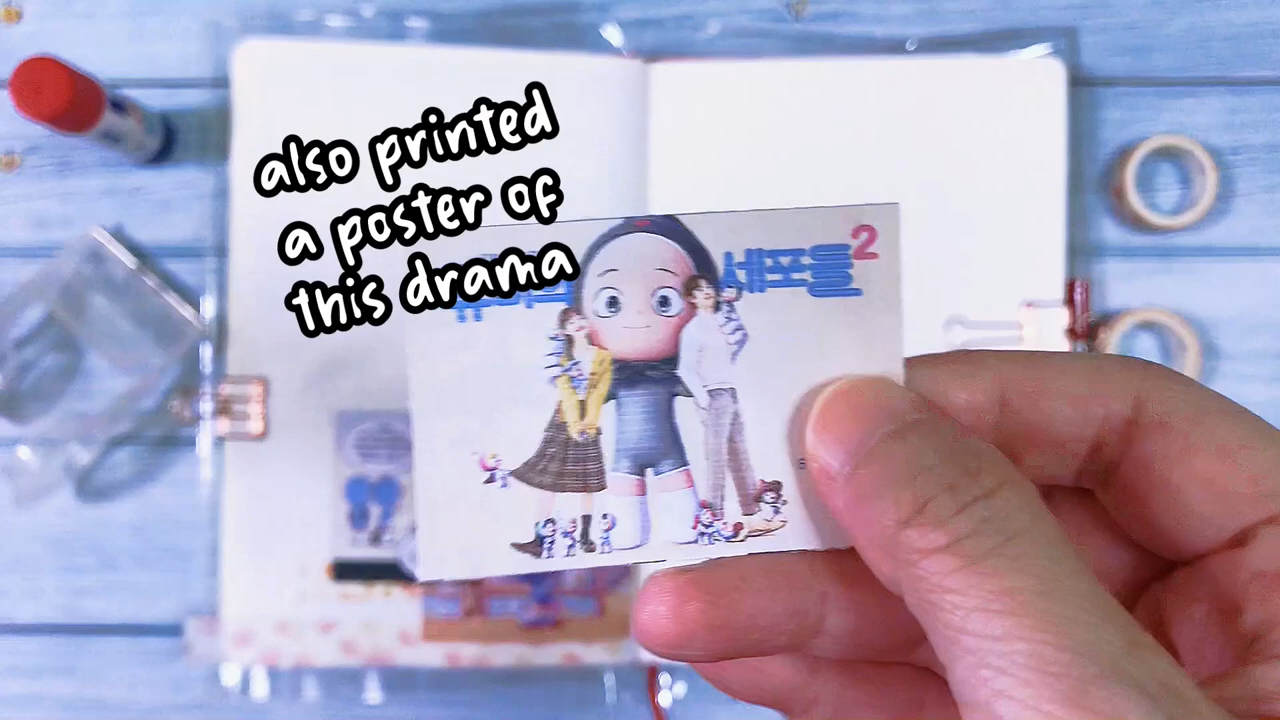 also printed
a poster of
this drama
세포들2